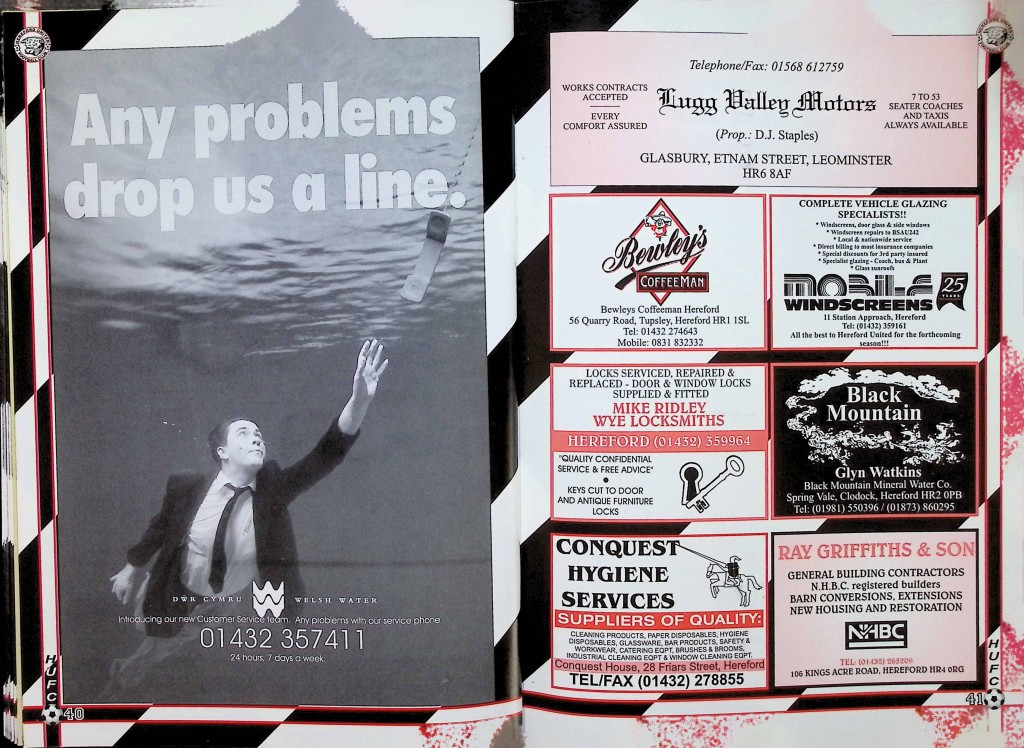 Any problems
drop us a line.
DŴR CYMRU
WELSH WATER
Introducing our new Customer Service team. Any problems with our service phone
01432 357411
24 hours, 7 days a week.
HUFC
40
Telephone/Fax: 01568 612759
WORKS CONTRACTS
ACCEPTED
EVERY
COMFORT ASSURED
Lugg Valley Motors
7 TO 53
SEATER COACHES
AND TAXIS
ALWAYS AVAILABLE
(Prop.: D.J. Staples)
GLASBURY, ETNAM STREET, LEOMINSTER
HR6 8AF
Bewley's
COFFEEMAN
Bewleys Coffeeman Hereford
56 Quarry Road, Tupsley, Hereford HR1 1SL
Tel: 01432 274643
Mobile: 0831 832332
COMPLETE VEHICLE GLAZING
SPECIALISTS!!
* Windscreens, door glass & side windows
* Windscreen repairs to BSAU242
* Local & nationwide service
* Direct billing to most insurance companies
* Special discounts for 3rd party insured
* Specialist glazing - Coach, bus & Plant
* Glass sunroofs
MOBILE
WINDSCREENS
25
YEARS
11 Station Approach, Hereford
Tel: (01432) 359161
All the best to Hereford United for the forthcoming
season!!!
LOCKS SERVICED, REPAIRED &
REPLACED - DOOR & WINDOW LOCKS
SUPPLIED & FITTED
MIKE RIDLEY
WYE LOCKSMITHS
HEREFORD (01432) 359964
"QUALITY CONFIDENTIAL
SERVICE & FREE ADVICE"
•
KEYS CUT TO DOOR
AND ANTIQUE FURNITURE
LOCKS
Black
Mountain
Glyn Watkins
Black Mountain Mineral Water Co.
Spring Vale, Clodock, Hereford HR2 0PB
Tel: (01981) 550396 / (01873) 860295
CONQUEST
HYGIENE
SERVICES
SUPPLIERS OF QUALITY:
CLEANING PRODUCTS, PAPER DISPOSABLES, HYGIENE
DISPOSABLES, GLASSWARE, BAR PRODUCTS, SAFETY &
WORKWEAR, CATERING EQPT, BRUSHES & BROOMS,
INDUSTRIAL CLEANING EQPT & WINDOW CLEANING EQPT.
Conquest House, 28 Friars Street, Hereford
TEL/FAX (01432) 278855
RAY GRIFFITHS & SON
GENERAL BUILDING CONTRACTORS
N.H.B.C. registered builders
BARN CONVERSIONS, EXTENSIONS
NEW HOUSING AND RESTORATION
NHBC
TEL: (01432)
106 KINGS ACRE ROAD, HEREFORD HR4 0RG
HUFC
41